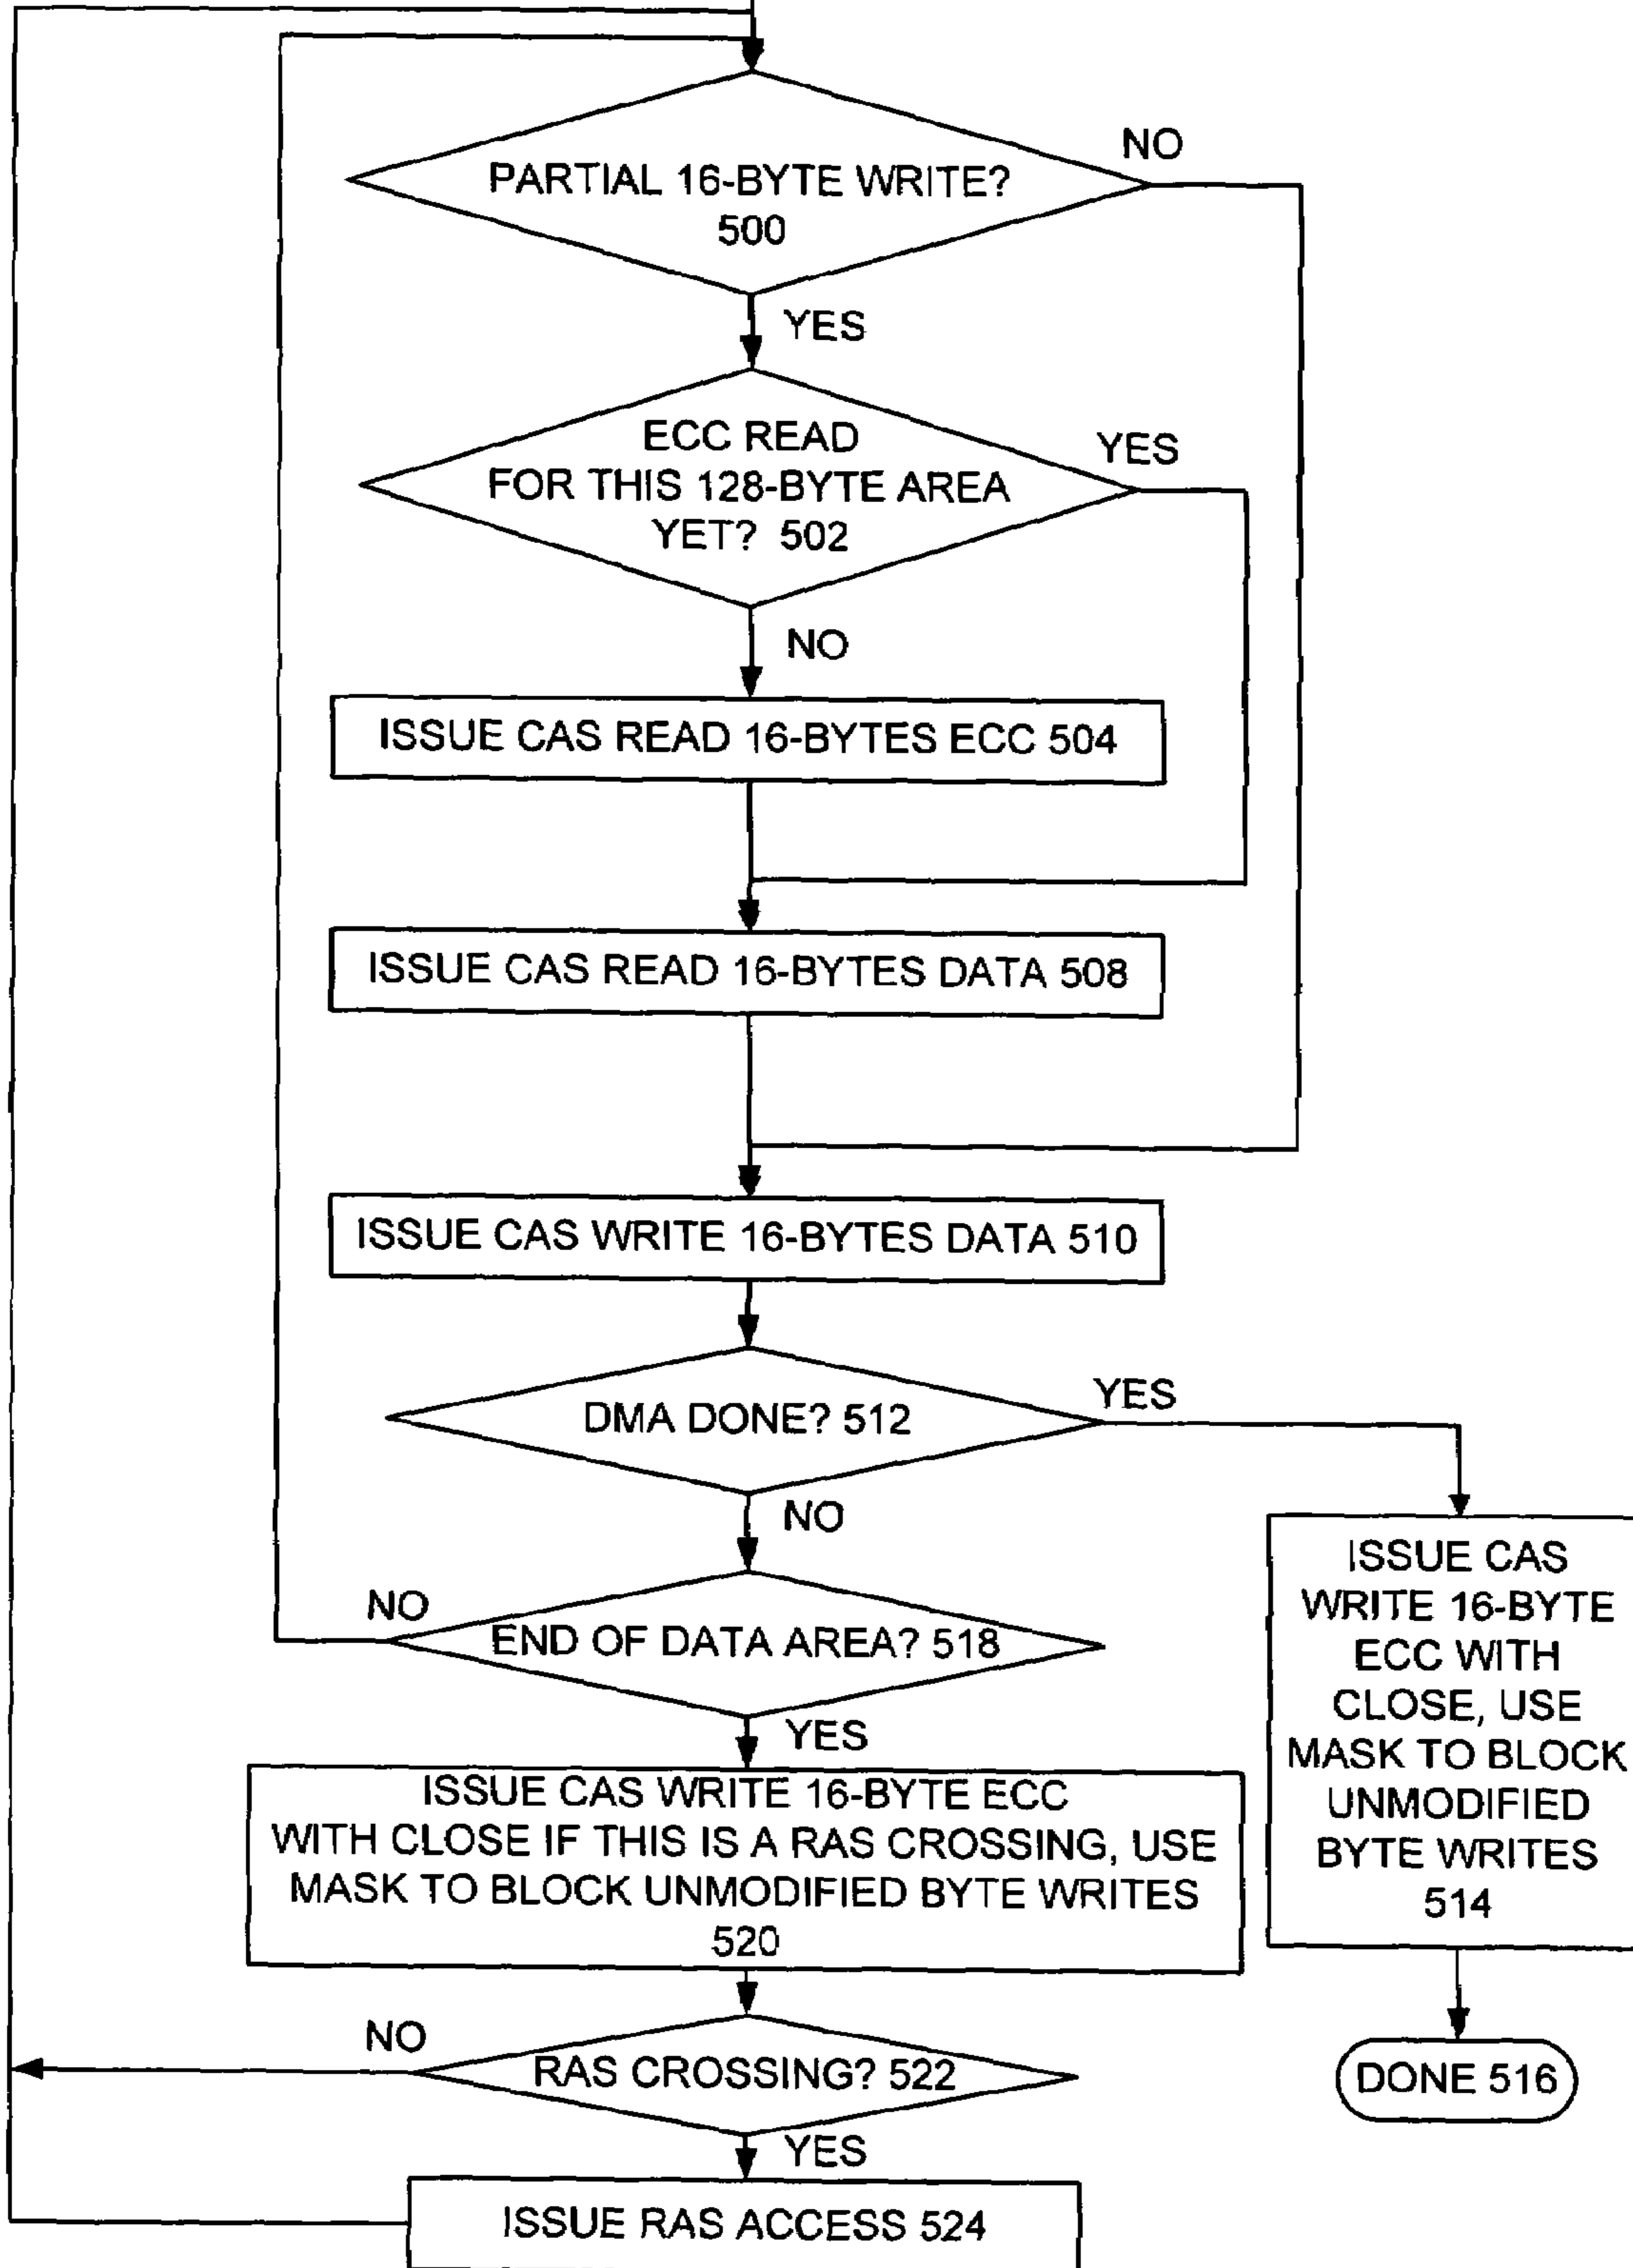 NO
PARTIAL 16-BYTE WRITE?
500
YES
ECC READ
YES
FOR THIS 128-BYTE AREA
YET? 502
NO
ISSUE CAS READ 16-BYTES ECC 504
ISSUE CAS READ 16-BYTES DATA 508
ISSUE CAS WRITE 16-BYTES DATA 510
YES
DMA DONE? 512
NO
NO
END OF DATA AREA? 518
YES
ISSUE CAS WRITE 16-BYTE ECC
WITH CLOSE IF THIS IS A RAS CROSSING, USE
MASK TO BLOCK UNMODIFIED BYTE WRITES
520
ISSUE CAS
WRITE 16-BYTE
ECC WITH
CLOSE, USE
MASK TO BLOCK
UNMODIFIED
BYTE WRITES
514
NO
RAS CROSSING? 522
DONE 516
YES
ISSUE RAS ACCESS 524